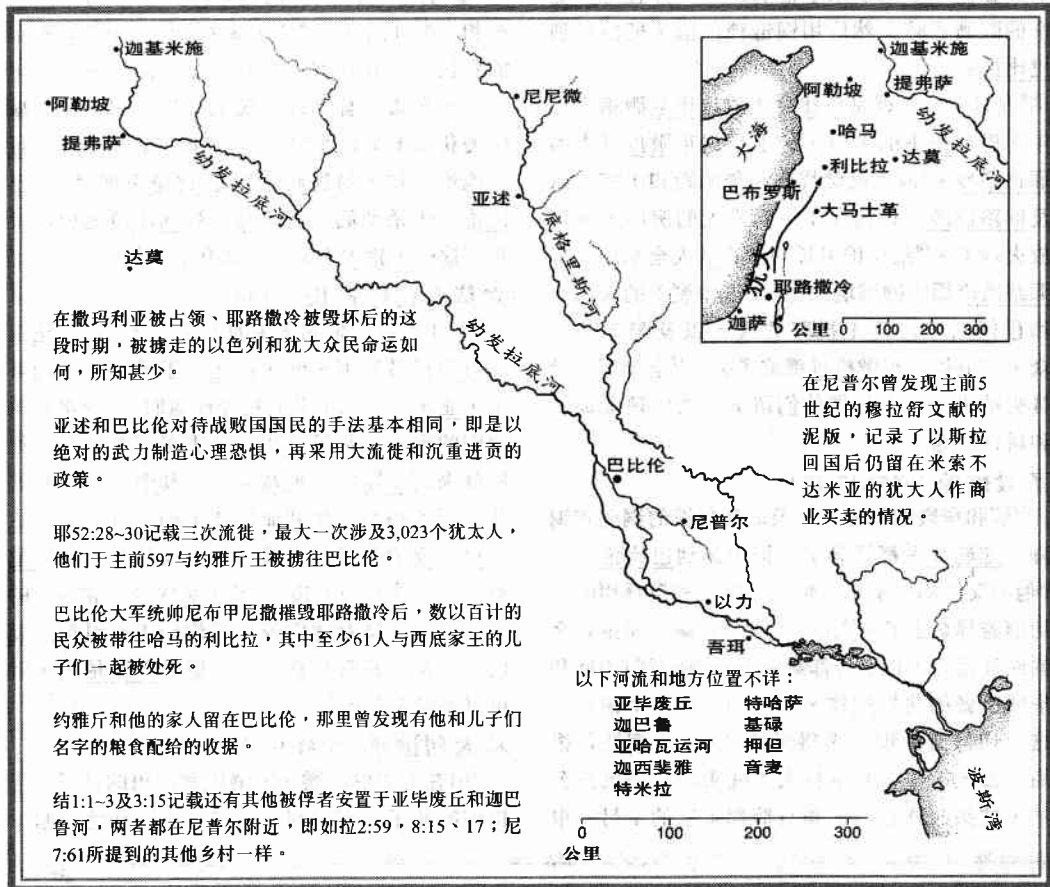 迦基米施
阿勒坡
提弗萨
幼发拉底河
达莫
尼尼微
亚述
底格里斯河
幼发拉底河
巴比伦
尼普尔
以力
吾珥
波斯湾
迦基米施
阿勒坡
提弗萨
幼发拉底河
大海
哈马
利比拉
达莫
巴布罗斯
大马士革
犹大
耶路撒冷
迦萨
公里
0 100 200 300
在撒玛利亚被占领、耶路撒冷被毁坏后的这
段时期，被掳走的以色列和犹大众民命运如
何，所知甚少。
亚述和巴比伦对待战败国国民的手法基本相同，即是以
绝对的武力制造心理恐惧，再采用大流徙和沉重进贡的
政策。
耶52:28~30记载三次流徙，最大一次涉及3,023个犹太人，
他们于主前597与约雅斤王被掳往巴比伦。
巴比伦大军统帅尼布甲尼撒摧毁耶路撒冷后，数以百计的
民众被带往哈马的利比拉，其中至少61人与西底家王的儿
子们一起被处死。
约雅斤和他的家人留在巴比伦，那里曾发现有他和儿子们
名字的粮食配给的收据。
结1:1~3及3:15记载还有其他被俘者安置于亚毕废丘和迦巴
鲁河，两者都在尼普尔附近，即如拉2:59，8:15、17；尼
7:61所提到的其他乡村一样。
在尼普尔曾发现主前5
世纪的穆拉舒文献的
泥版，记录了以斯拉
回国后仍留在米索不
达米亚的犹大人作商
业买卖的情况。
以下河流和地方位置不详：
亚毕废丘 特哈萨
迦巴鲁 基碌
亚哈瓦运河 押但
迦西斐雅 音麦
特米拉
0 100 200 300
公里